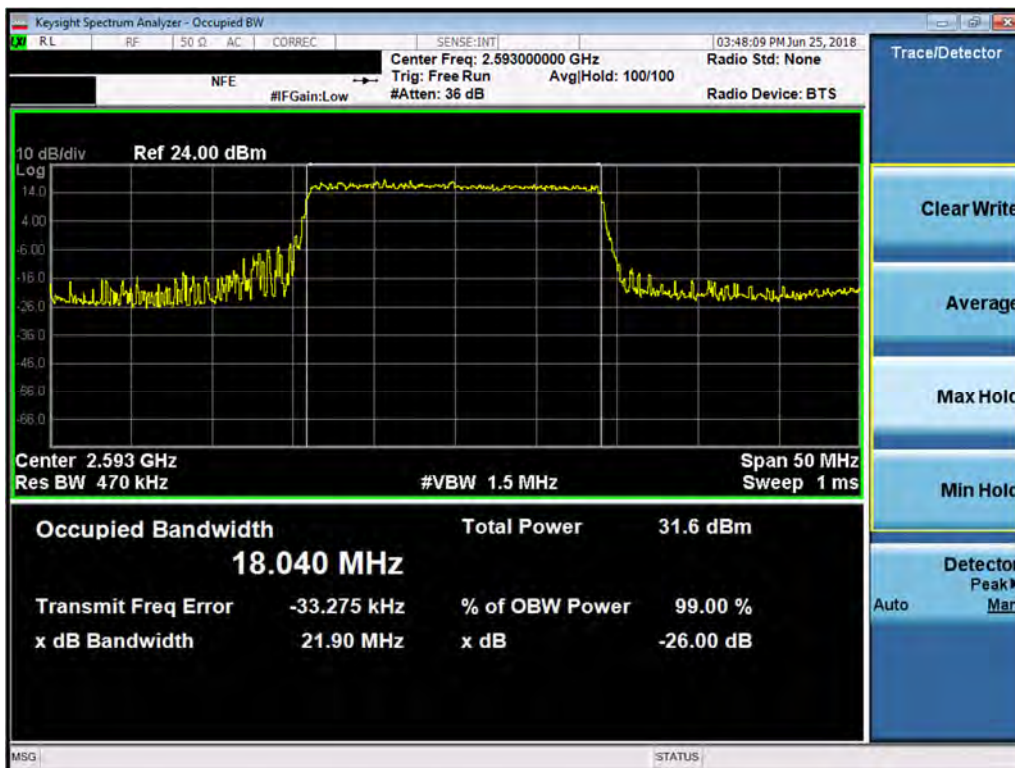 Keysight Spectrum Analyzer - Occupied BW
LXI RL RF 50 Ω AC CORREC SENSE:INT 03:48:09 PM Jun 25, 2018
Center Freq: 2.593000000 GHz Radio Std: None
NFE Trig: Free Run Avg|Hold: 100/100
#IFGain:Low #Atten: 36 dB Radio Device: BTS
10 dB/div Ref 24.00 dBm
Log
14.0
4.00
-6.00
-16.0
-26.0
-36.0
-46.0
-56.0
-66.0
Center 2.593 GHz Span 50 MHz
Res BW 470 kHz #VBW 1.5 MHz Sweep 1 ms
Occupied Bandwidth Total Power 31.6 dBm
18.040 MHz
Transmit Freq Error -33.275 kHz % of OBW Power 99.00 %
x dB Bandwidth 21.90 MHz x dB -26.00 dB
MSG STATUS
Trace/Detector
Clear Write
Average
Max Hold
Min Hold
Detector
Peak
Auto Man